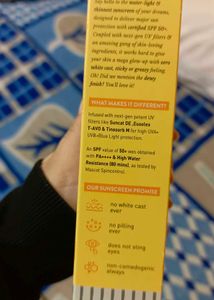 Say hello to the water-light &
thinnest sunscreen of your dreams,
designed to deliver major sun
protection with certified SPF 50+.
Coupled with next-gen UV filters &
an amazing gang of skin-loving
ingredients, it works hard to give
your skin a mega glow-up with zero
white cast, sticky or greasy feeling.
Oh! Did we mention the dewy
finish? You'll love it!
WHAT MAKES IT DIFFERENT?
Infused with next-gen potent UV
filters like Suncat DE, Eusolex
T-AVO & Tinosorb M for high UVA+
UVB+Blue Light protection.
An SPF value of 50+ was obtained
with PA++++ & High Water
Resistance (80 mins), as tested by
Mascot Spincontrol.
OUR SUNSCREEN PROMISE
no white cast
ever
no pilling
ever
does not sting
eyes
non-comedogenic
always